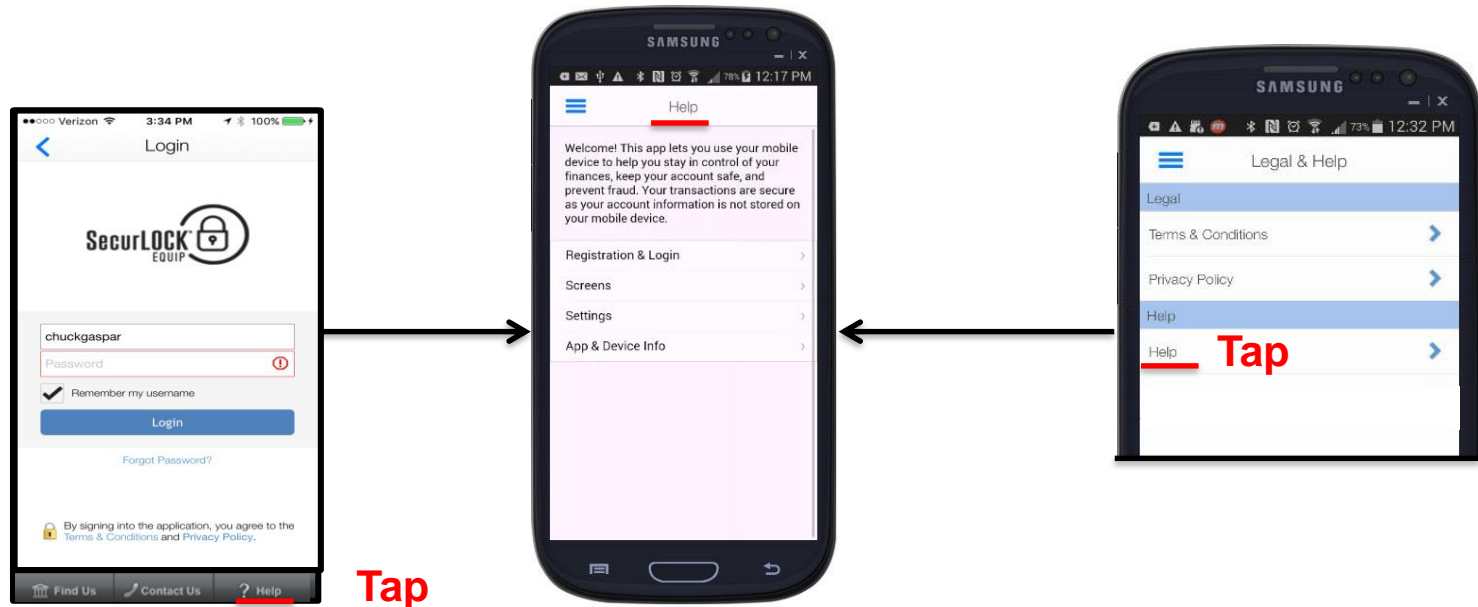 Verizon 3:34 PM 100%
Login
SecurLOCK
EQUIP
chuckgaspar
Password
Remember my username
Login
Forgot Password?
By signing into the application, you agree to the
Terms & Conditions and Privacy Policy.
Find Us Contact Us ? Help
Tap
SAMSUNG
78% 12:17 PM
Help
Welcome! This app lets you use your mobile
device to help you stay in control of your
finances, keep your account safe, and
prevent fraud. Your transactions are secure
as your account information is not stored on
your mobile device.
Registration & Login
Screens
Settings
App & Device Info
SAMSUNG
73% 12:32 PM
Legal & Help
Legal
Terms & Conditions
Privacy Policy
Help
Help
Tap